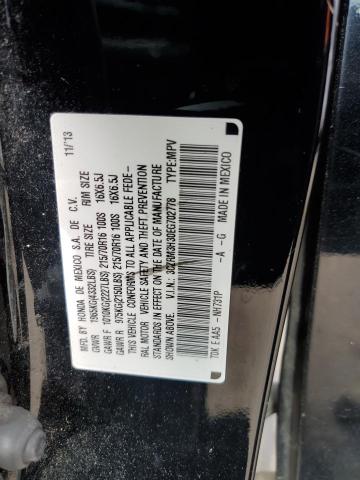 MFD. BY HONDA DE MEXICO S.A. DE C.V. 11/'13
GVWR 1965KG(4332LBS) TIRE SIZE RIM SIZE
GAWR F 1010KG(2227LBS) 215/70R16 100S 16X6.5J
GAWR R 975KG(2150LBS) 215/70R16 100S 16X6.5J
THIS VEHICLE CONFORMS TO ALL APPLICABLE FEDE-
RAL MOTOR VEHICLE SAFETY AND THEFT PREVENTION
STANDARDS IN EFFECT ON THE DATE OF MANUFACTURE
SHOWN ABOVE.
V.I.N.: 3CZRM3H30EG702778 TYPE:MPV
TOX E AA5 - NH731P -A -G MADE IN MEXICO